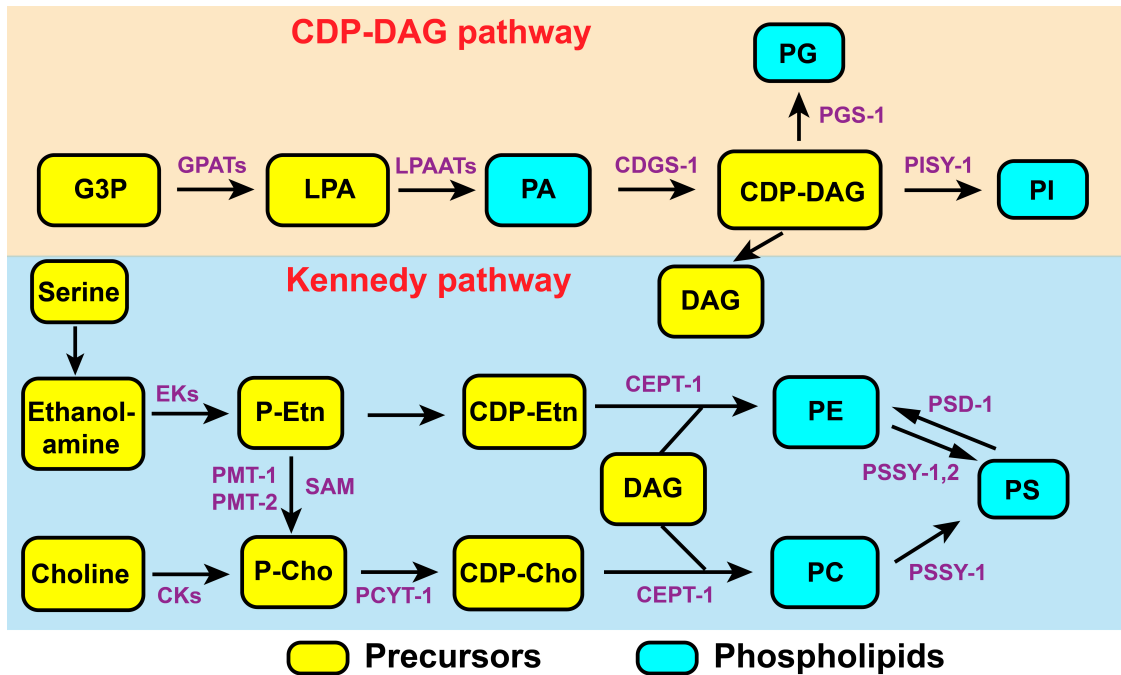 CDP-DAG pathway
PG
PGS-1
G3P
GPATs
LPA
LPAATs
PA
CDGS-1
CDP-DAG
PISY-1
PI
Kennedy pathway
DAG
Serine
Ethanol-
amine
EKs
P-Etn
CDP-Etn
CEPT-1
PE
PSD-1
PSSY-1,2
PS
PMT-1
PMT-2
SAM
DAG
Choline
CKs
P-Cho
PCYT-1
CDP-Cho
CEPT-1
PC
PSSY-1
Precursors
Phospholipids